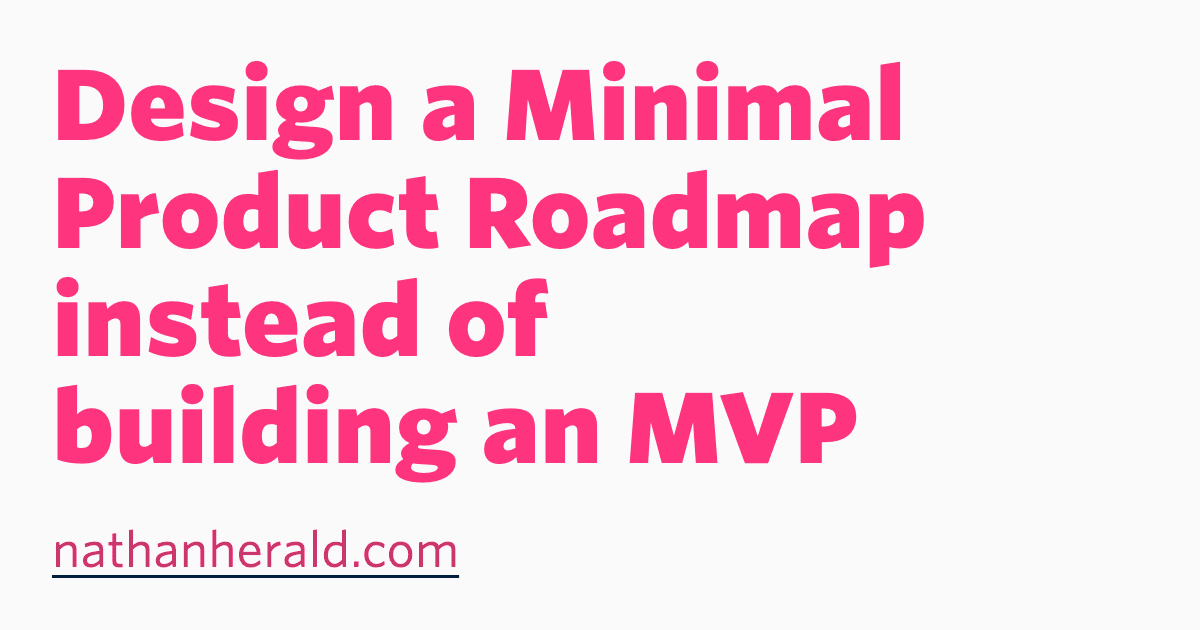 Design a Minimal
Product Roadmap
instead of
building an MVP
nathanherald.com